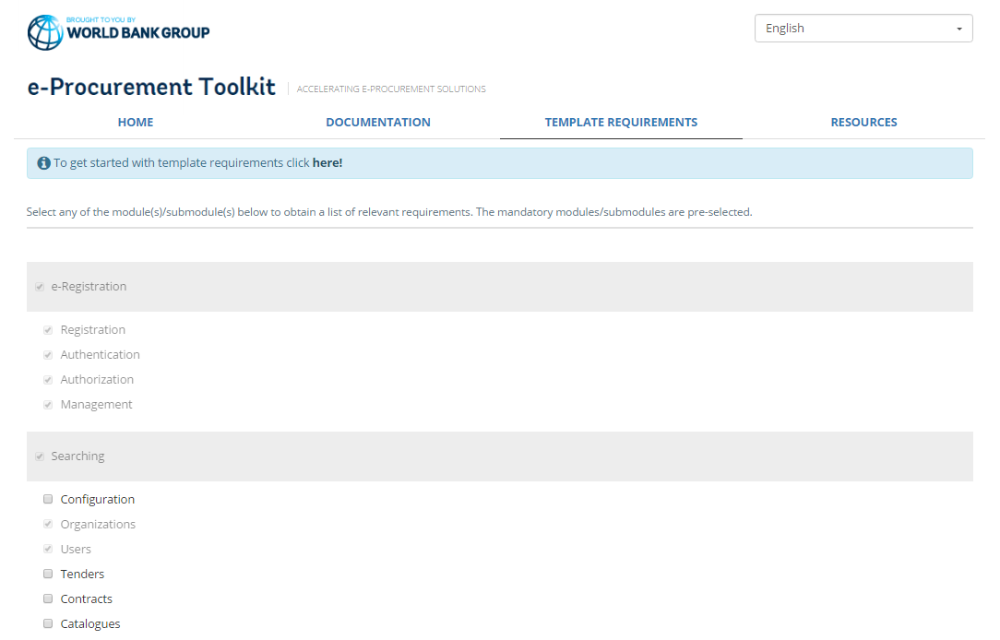 BROUGHT TO YOU BY
WORLD BANK GROUP
English
e-Procurement Toolkit
ACCELERATING E-PROCUREMENT SOLUTIONS
HOME
DOCUMENTATION
TEMPLATE REQUIREMENTS
RESOURCES
To get started with template requirements click here!
Select any of the module(s)/submodule(s) below to obtain a list of relevant requirements. The mandatory modules/submodules are pre-selected.
e-Registration
Registration
Authentication
Authorization
Management
Searching
Configuration
Organizations
Users
Tenders
Contracts
Catalogues